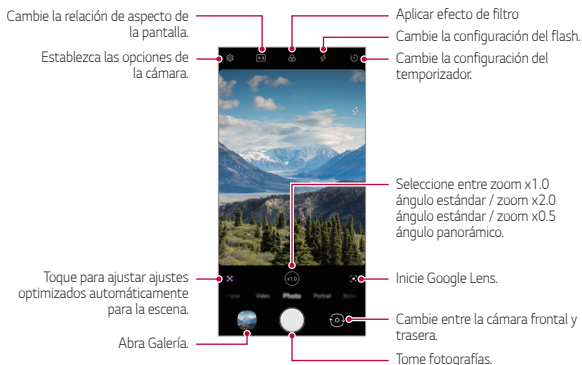 Cambie la relación de aspecto de
la pantalla.
Establezca las opciones de
la cámara.
Aplicar efecto de filtro
Cambie la configuración del flash.
Cambie la configuración del
temporizador.
Seleccione entre zoom x1.0
ángulo estándar / zoom x2.0
ángulo estándar / zoom x0.5
ángulo panorámico.
x1.0
Toque para ajustar ajustes
optimizados automáticamente
para la escena.
Inicie Google Lens.
Video Photo Portrait
Cambie entre la cámara frontal y
trasera.
Abra Galería.
Tome fotografías.